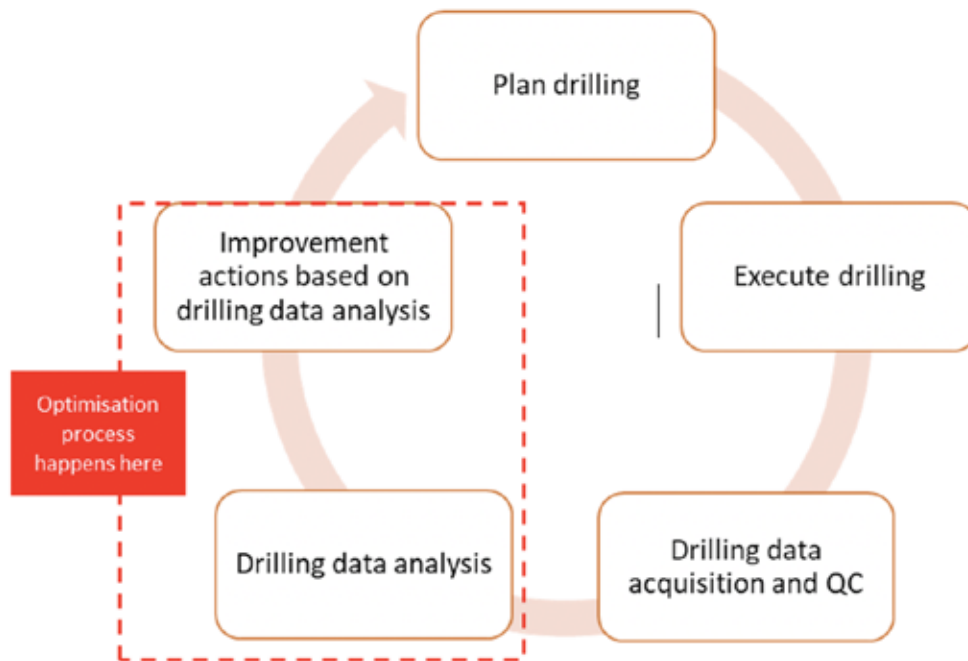 Plan drilling
Execute drilling
Drilling data
acquisition and QC
Drilling data analysis
Improvement
actions based on
drilling data analysis
Optimisation
process
happens here